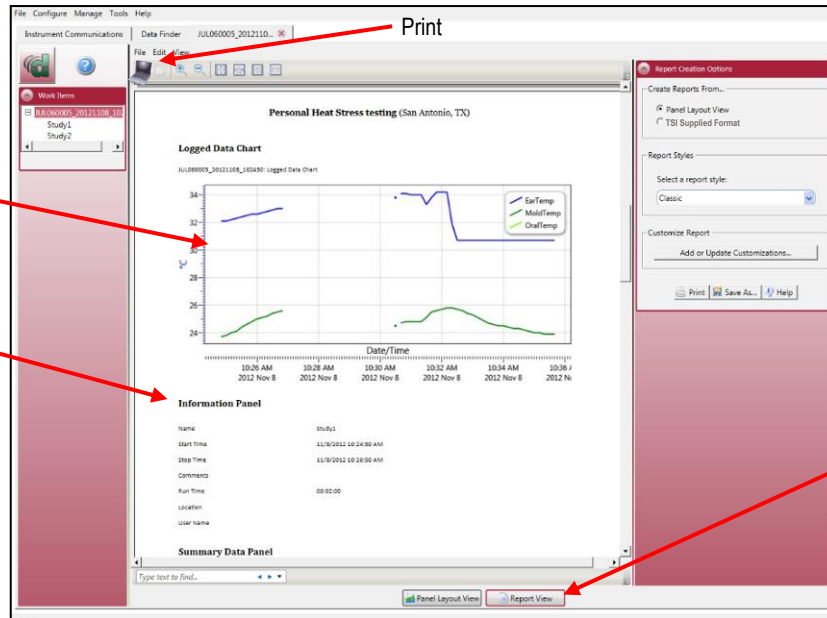 File Configure Manage Tools Help
Print
Instrument Communications Data Finder JUL060005_2012110...
File Edit View
Work Items
JUL060005_20121108_102
Study1
Study2
Personal Heat Stress testing (San Antonio, TX)
Logged Data Chart
JUL060005_20121108_102450: Logged Data Chart
34
32
30
28
26
24
°C
EarTemp
MoldTemp
OralTemp
Date/Time
10:26 AM 10:28 AM 10:30 AM 10:32 AM 10:34 AM 10:36
2012 Nov 8 2012 Nov 8 2012 Nov 8 2012 Nov 8 2012 Nov 8 2012 N
Information Panel
Name Study1
Start Time 11/8/2012 10:24:50 AM
Stop Time 11/8/2012 10:26:50 AM
Comments
Run Time 00:02:00
Location
User Name
Summary Data Panel
Type text to find...
Panel Layout View Report View
Report Creation Options
Create Reports From...
Panel Layout View
TSI Supplied Format
Report Styles
Select a report style:
Classic
Customize Report
Add or Update Customizations...
Print Save As... Help